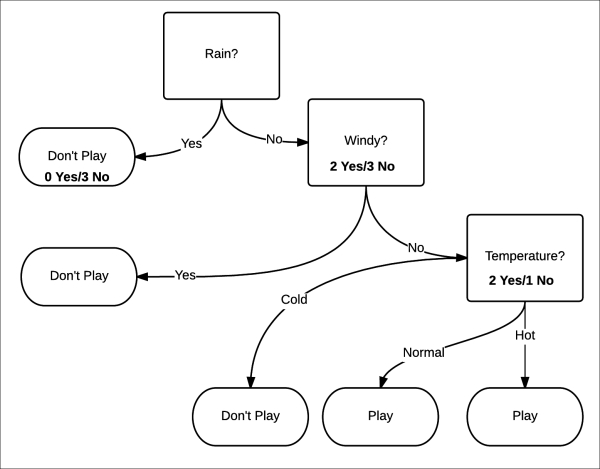 Rain?
Yes
No
Windy?
2 Yes/3 No
Don't Play
0 Yes/3 No
No
Temperature?
2 Yes/1 No
Don't Play
Yes
Cold
Hot
Normal
Don't Play
Play
Play